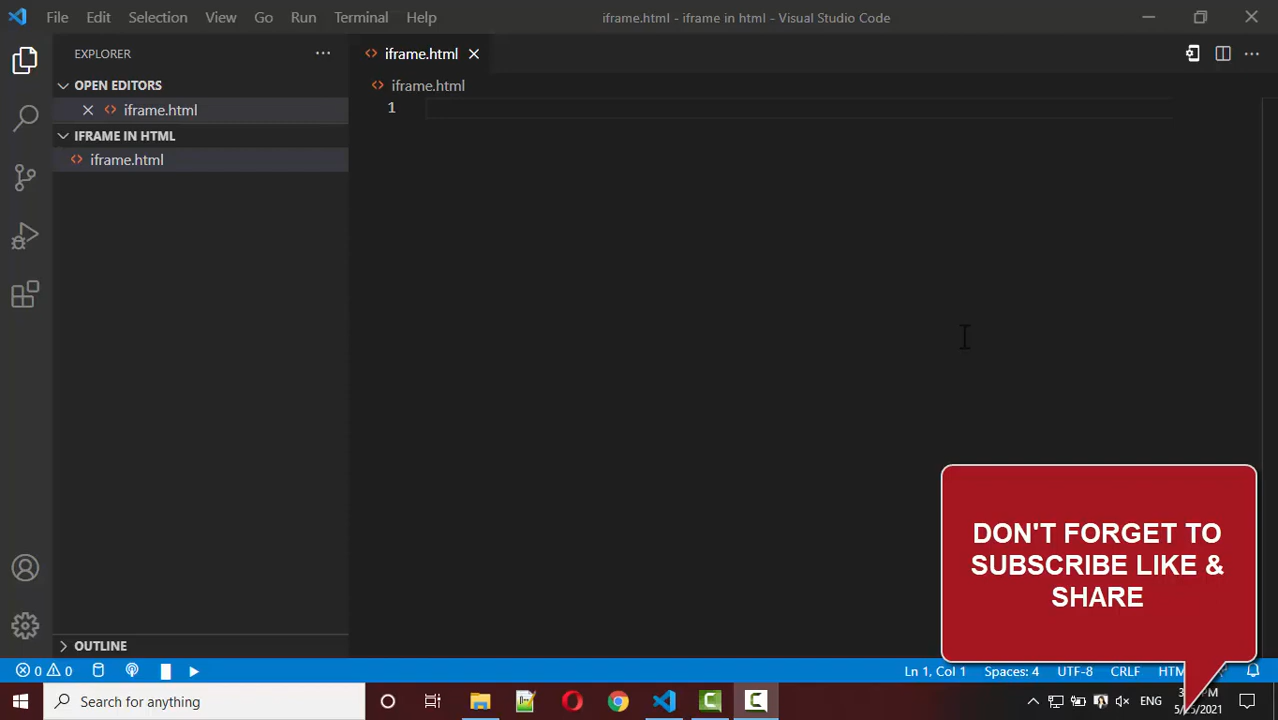 File Edit Selection View Go Run Terminal Help iframe.html - iframe in html - Visual Studio Code
EXPLORER
iframe.html
OPEN EDITORS
iframe.html
iframe.html
1
IFRAME IN HTML
iframe.html
DON'T FORGET TO
SUBSCRIBE LIKE &
SHARE
OUTLINE
0 0 Ln 1, Col 1 Spaces: 4 UTF-8 CRLF
Search for anything ENG